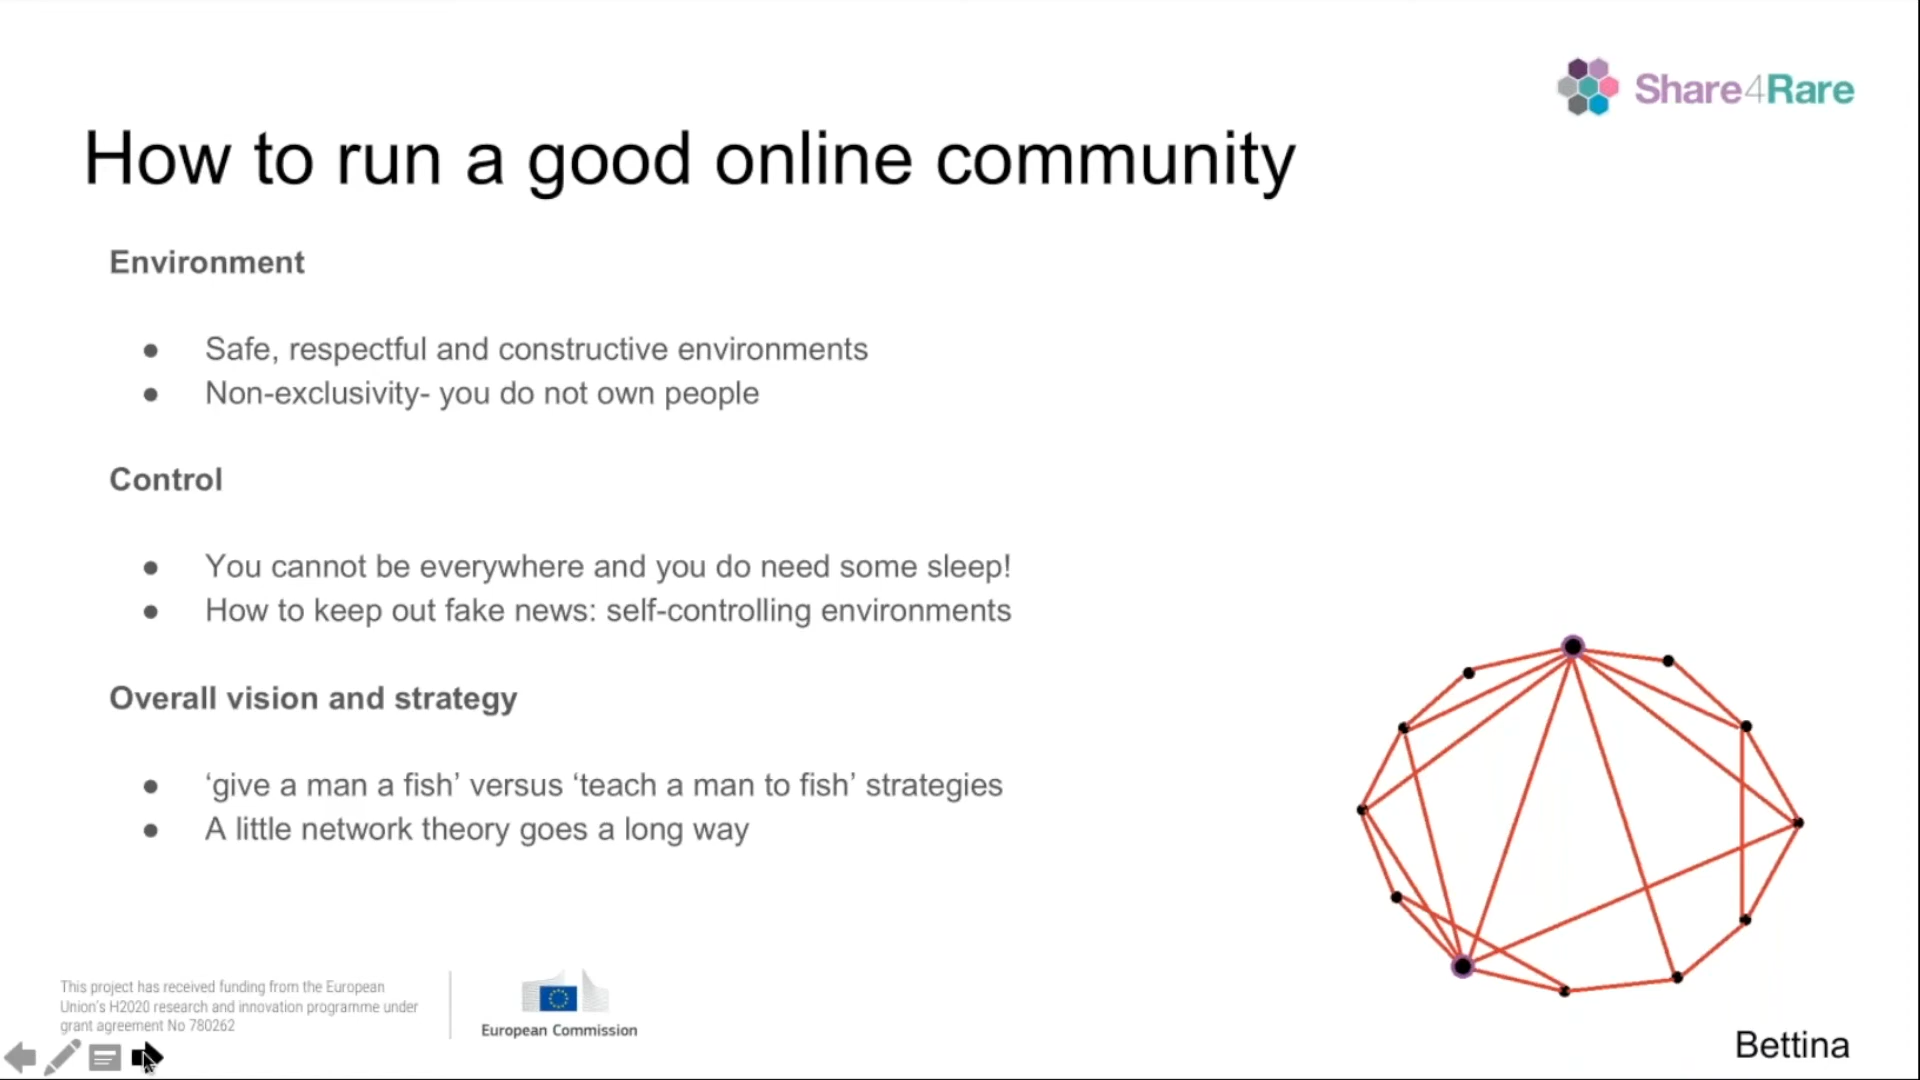 Share4Rare
How to run a good online community
Environment
● Safe, respectful and constructive environments
● Non-exclusivity- you do not own people
Control
● You cannot be everywhere and you do need some sleep!
● How to keep out fake news: self-controlling environments
Overall vision and strategy
● ‘give a man a fish’ versus ‘teach a man to fish’ strategies
● A little network theory goes a long way
This project has received funding from the European
Union's H2020 research and innovation programme under
grant agreement No 780262
European Commission
Bettina